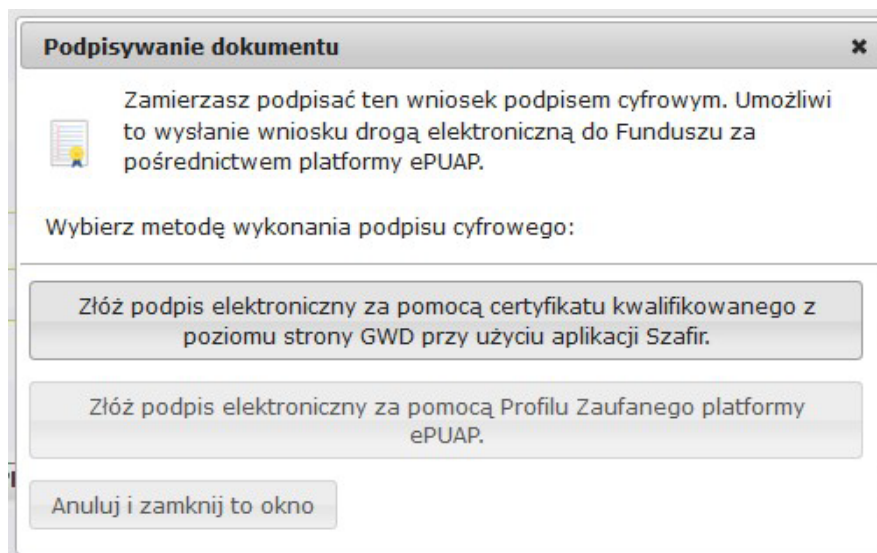 Podpisywanie dokumentu
Zamierzasz podpisać ten wniosek podpisem cyfrowym. Umożliwi
to wysłanie wniosku drogą elektroniczną do Funduszu za
pośrednictwem platformy ePUAP.
Wybierz metodę wykonania podpisu cyfrowego:
Złóż podpis elektroniczny za pomocą certyfikatu kwalifikowanego z
poziomu strony GWD przy użyciu aplikacji Szafir.
Złóż podpis elektroniczny za pomocą Profilu Zaufanego platformy
ePUAP.
Anuluj i zamknij to okno